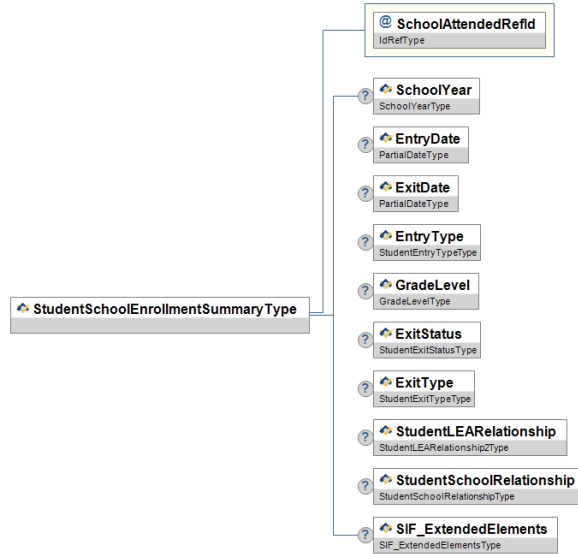 @ SchoolAttendedRefId
IdRefType
? SchoolYear
SchoolYearType
? EntryDate
PartialDateType
? ExitDate
PartialDateType
? EntryType
StudentEntryTypeType
? GradeLevel
GradeLevelType
StudentSchoolEnrollmentSummaryType
? ExitStatus
StudentExitStatusType
? ExitType
StudentExitTypeType
? StudentLEARelationship
StudentLEARelationship2Type
? StudentSchoolRelationship
StudentSchoolRelationshipType
? SIF_ExtendedElements
SIF_ExtendedElementsType